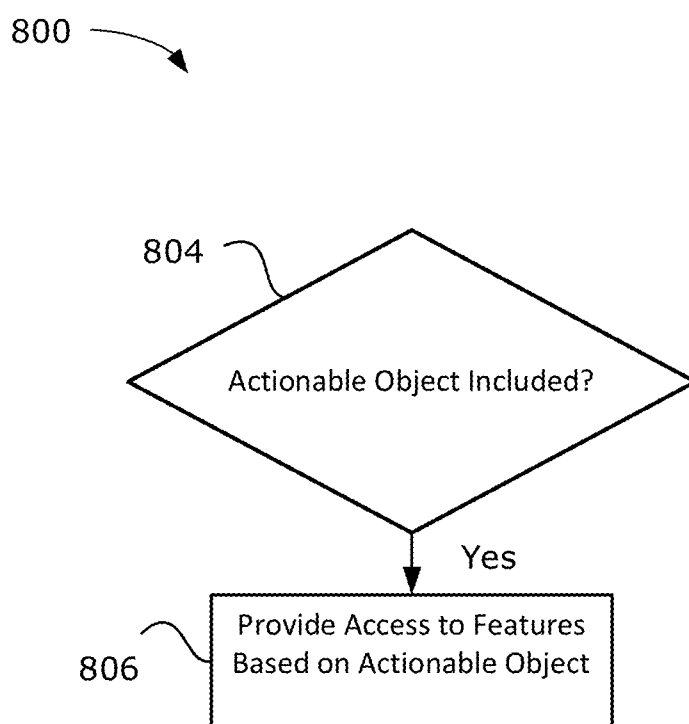 800
804
Actionable Object Included?
Yes
Provide Access to Features
Based on Actionable Object
806